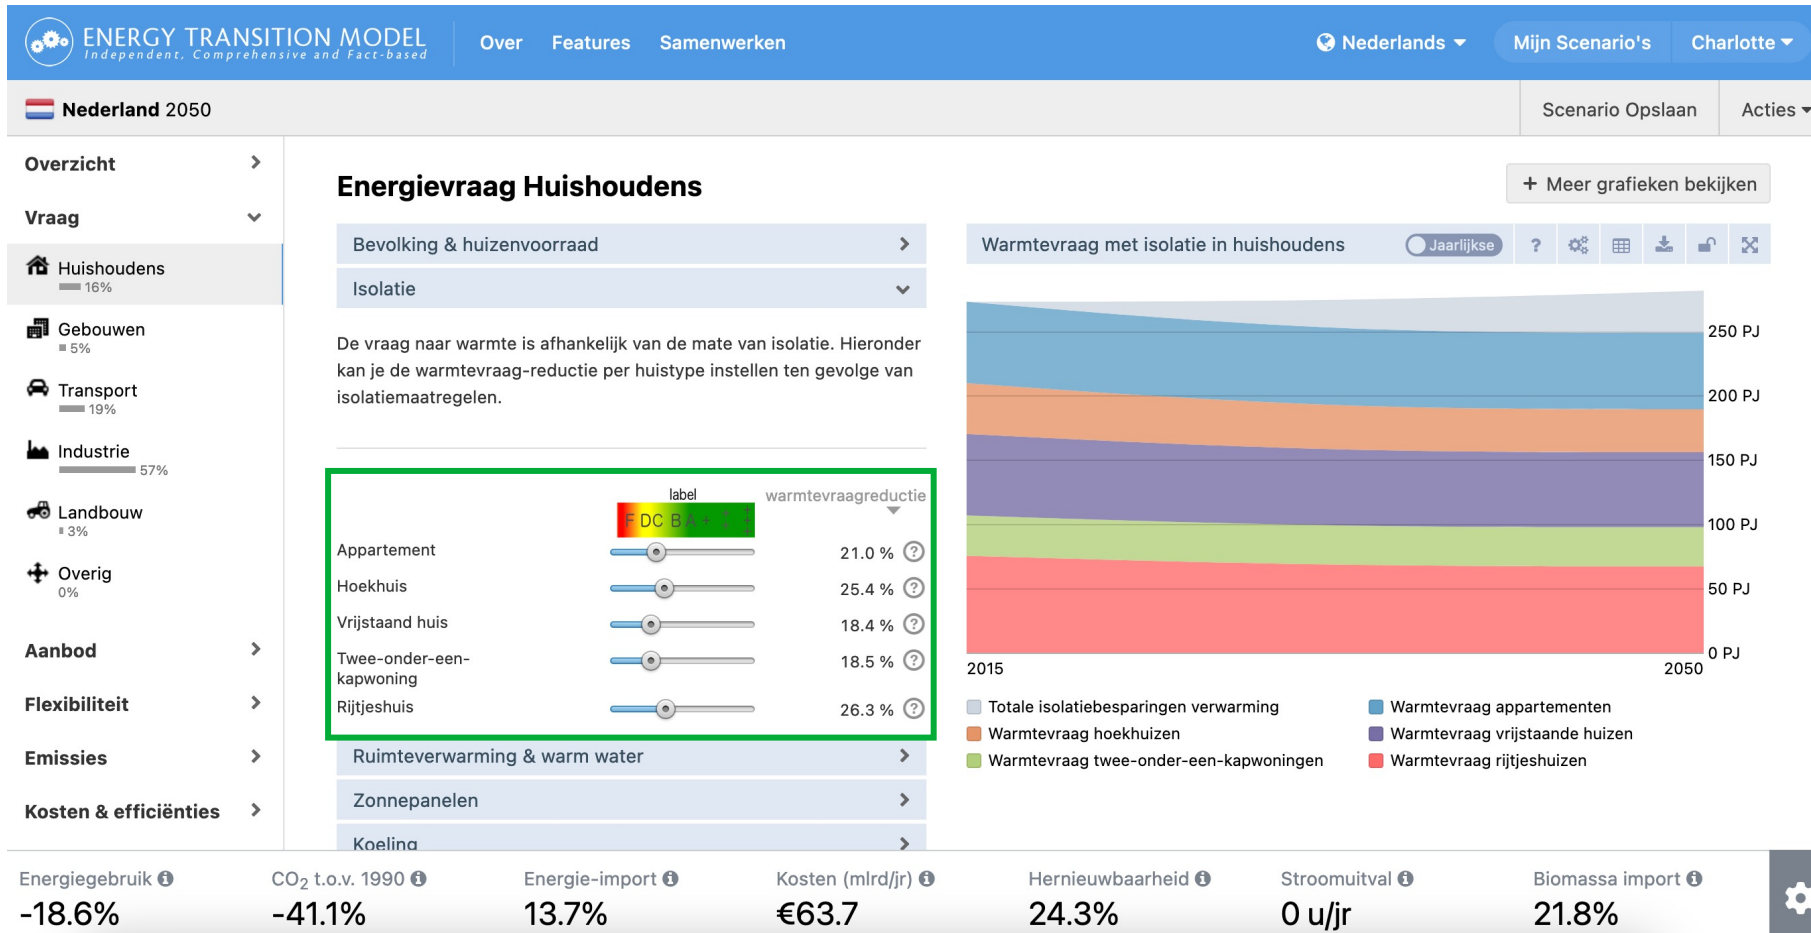 ENERGY TRANSITION MODEL
Independent, Comprehensive and Fact-based
Over
Features
Samenwerken
Nederlands
Mijn Scenario's
Charlotte
Nederland 2050
Scenario Opslaan
Acties
Overzicht
Vraag
Huishoudens
16%
Gebouwen
5%
Transport
19%
Industrie
57%
Landbouw
3%
Overig
0%
Aanbod
Flexibiliteit
Emissies
Kosten & efficiënties
Energievraag Huishoudens
Bevolking & huizenvoorraad
Isolatie
De vraag naar warmte is afhankelijk van de mate van isolatie. Hieronder
kan je de warmtevraag-reductie per huistype instellen ten gevolge van
isolatiemaatregelen.
label
warmtevraagreductie
F DC B A +
Appartement
21.0 % ?
Hoekhuis
25.4 % ?
Vrijstaand huis
18.4 % ?
Twee-onder-een-
kapwoning
18.5 % ?
Rijtjeshuis
26.3 % ?
Ruimteverwarming & warm water
Zonnepanelen
Koeling
+ Meer grafieken bekijken
Warmtevraag met isolatie in huishoudens
Jaarlijkse
?
250 PJ
200 PJ
150 PJ
100 PJ
50 PJ
0 PJ
2015
2050
Totale isolatiebesparingen verwarming
Warmtevraag appartementen
Warmtevraag hoekhuizen
Warmtevraag vrijstaande huizen
Warmtevraag twee-onder-een-kapwoningen
Warmtevraag rijtjeshuizen
Energiegebruik
-18.6%
CO₂ t.o.v. 1990
-41.1%
Energie-import
13.7%
Kosten (mlrd/jr)
€63.7
Hernieuwbaarheid
24.3%
Stroomuitval
0 u/jr
Biomassa import
21.8%